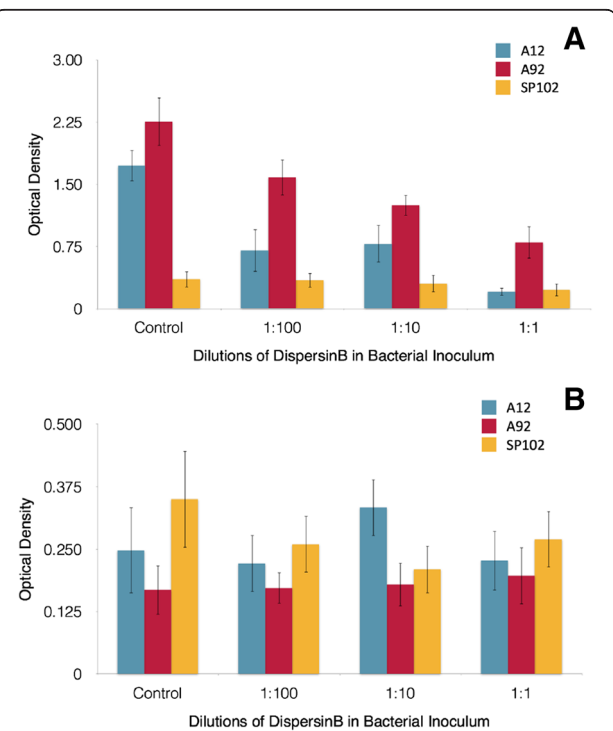 A
A12
A92
SP102
3.00
2.25
1.50
0.75
0
Optical Density
Control 1:100 1:10 1:1
Dilutions of DispersinB in Bacterial Inoculum
B
A12
A92
SP102
0.500
0.375
0.250
0.125
0
Optical Density
Control 1:100 1:10 1:1
Dilutions of DispersinB in Bacterial Inoculum